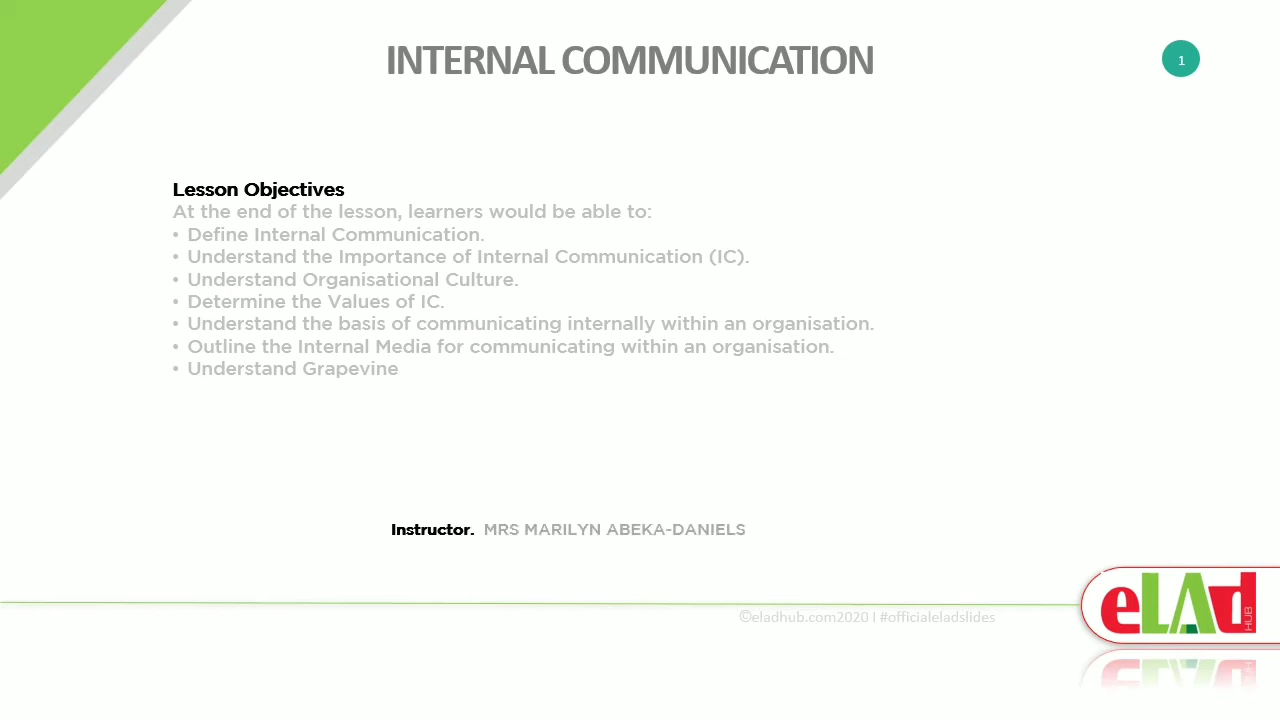 INTERNAL COMMUNICATION
1
Lesson Objectives
At the end of the lesson, learners would be able to:
• Define Internal Communication.
• Understand the Importance of Internal Communication (IC).
• Understand Organisational Culture.
• Determine the Values of IC.
• Understand the basis of communicating internally within an organisation.
• Outline the Internal Media for communicating within an organisation.
• Understand Grapevine
Instructor. MRS MARILYN ABEKA-DANIELS
©eladhub.com2020 I #officialeladslides
eLAd HUB